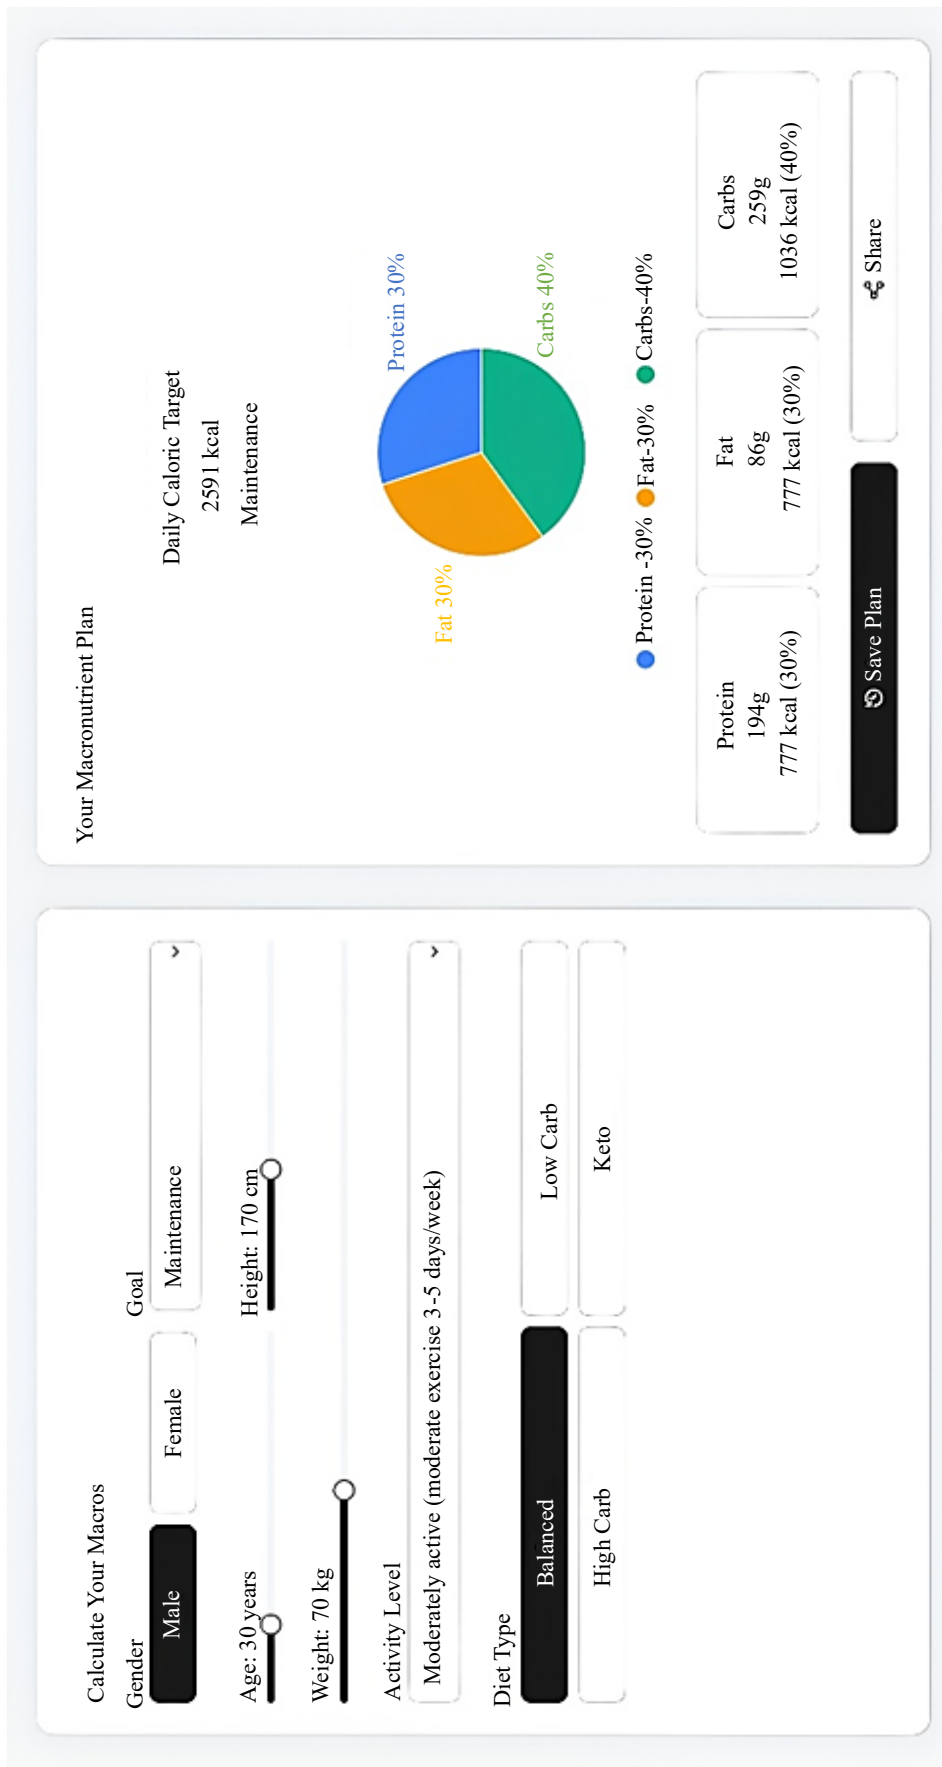 Calculate Your Macros
Gender
Male
Female
Goal
Maintenance
Age: 30 years
Height: 170 cm
Weight: 70 kg
Activity Level
Moderately active (moderate exercise 3-5 days/week)
Diet Type
Balanced
Low Carb
High Carb
Keto
Your Macronutrient Plan
Daily Caloric Target
2591 kcal
Maintenance
Protein 30%
Fat 30%
Carbs 40%
Protein -30%
Fat-30%
Carbs-40%
Protein
194g
777 kcal (30%)
Fat
86g
777 kcal (30%)
Carbs
259g
1036 kcal (40%)
Save Plan
Share